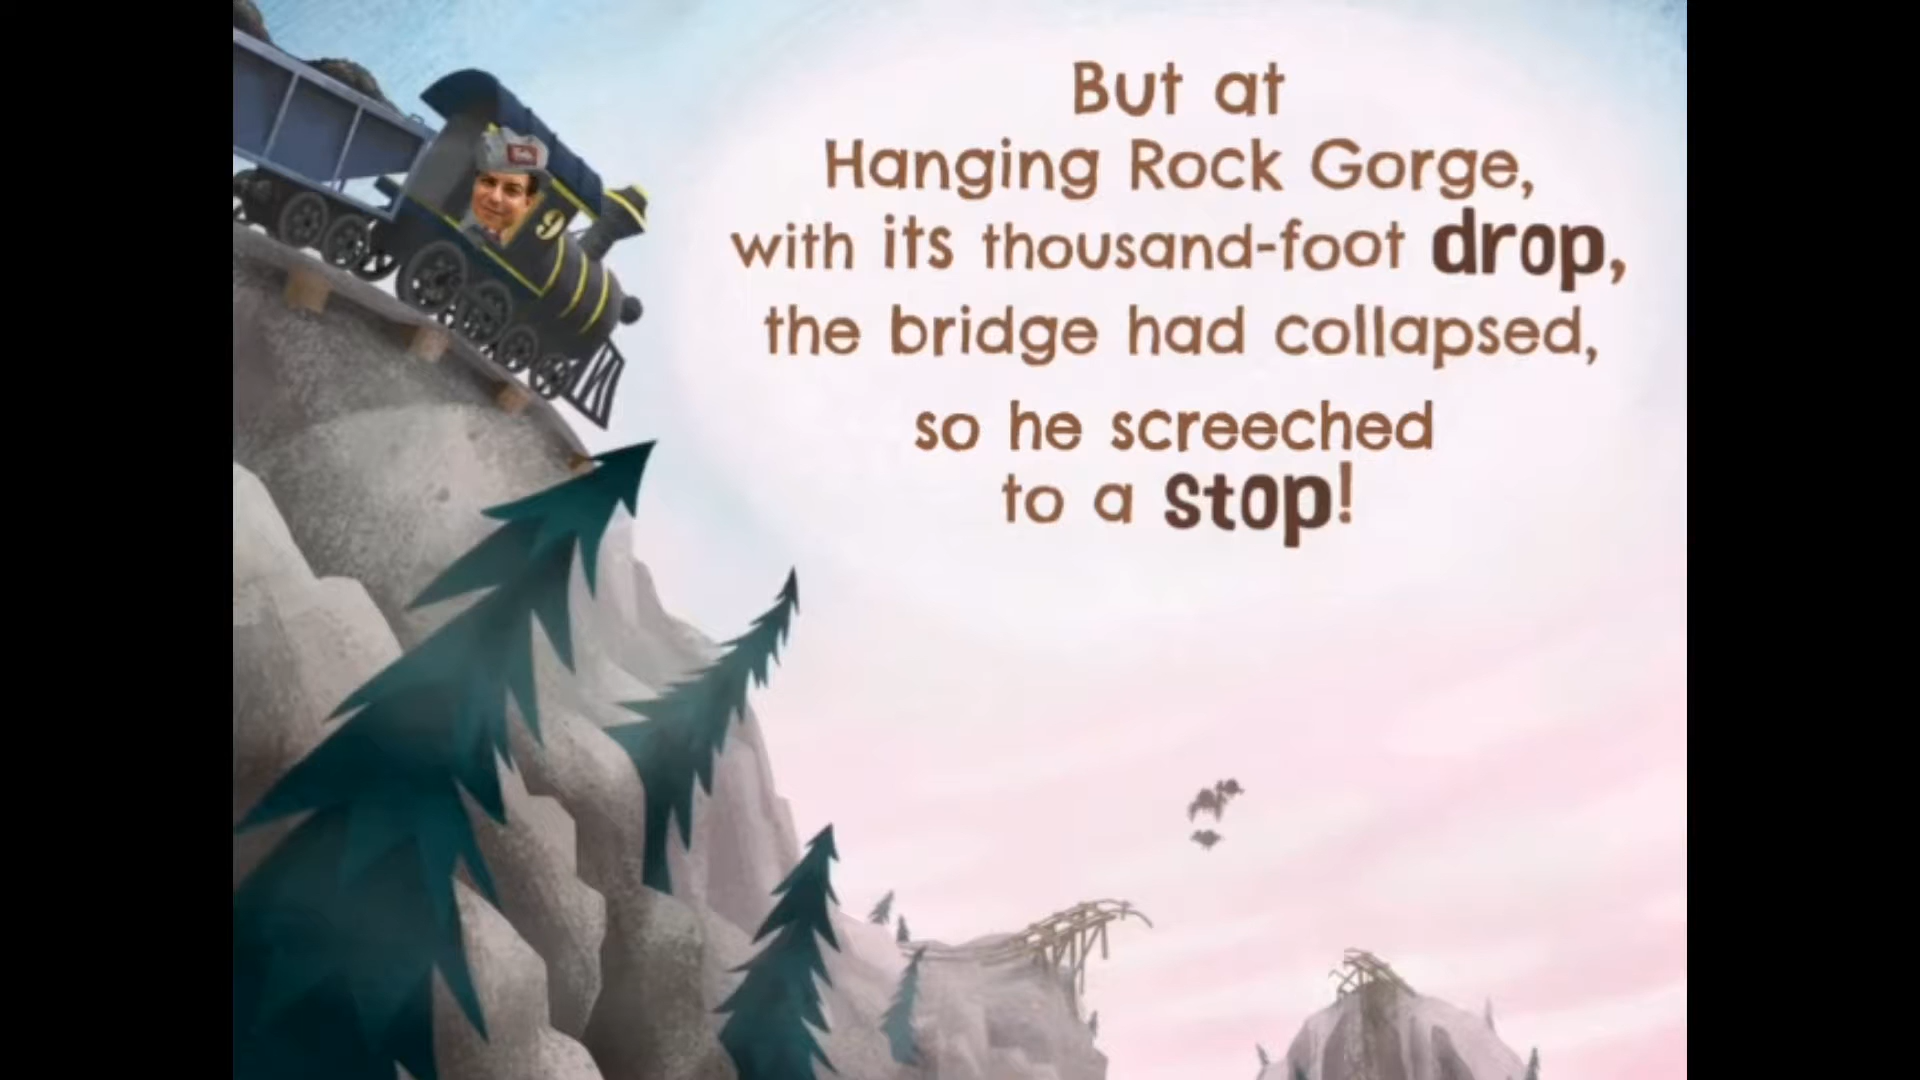 But at
Hanging Rock Gorge,
with its thousand-foot drop,
the bridge had collapsed,
so he screeched
to a stop!
9